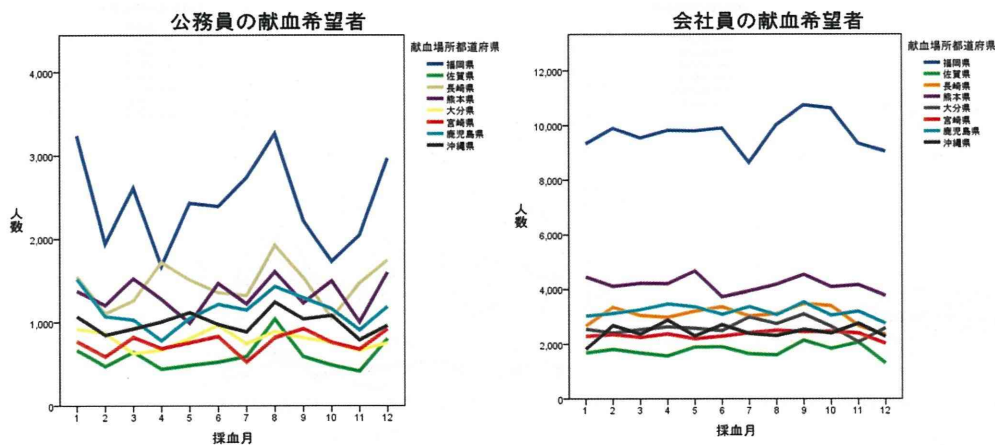 公務員の献血希望者
献血場所都道府県
福岡県
佐賀県
長崎県
熊本県
大分県
宮崎県
鹿児島県
沖縄県
4,000
3,000
2,000
1,000
0
人数
1 2 3 4 5 6 7 8 9 10 11 12
採血月
会社員の献血希望者
献血場所都道府県
福岡県
佐賀県
長崎県
熊本県
大分県
宮崎県
鹿児島県
沖縄県
12,000
10,000
8,000
6,000
4,000
2,000
0
人数
1 2 3 4 5 6 7 8 9 10 11 12
採血月